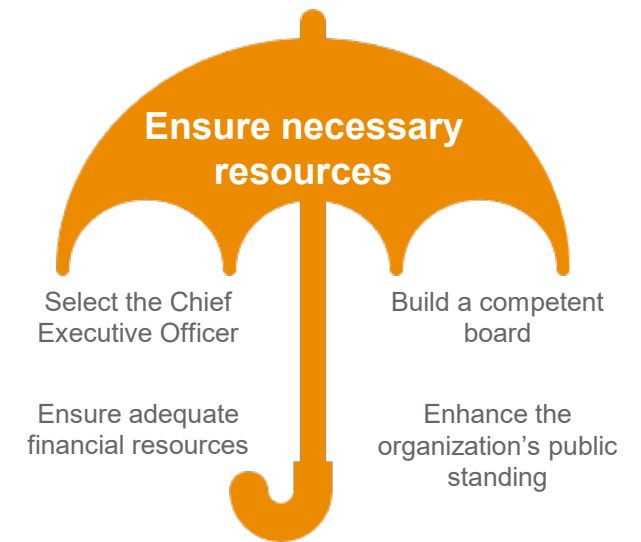 Ensure necessary
resources
Select the Chief
Executive Officer
Build a competent
board
Ensure adequate
financial resources
Enhance the
organization’s public
standing